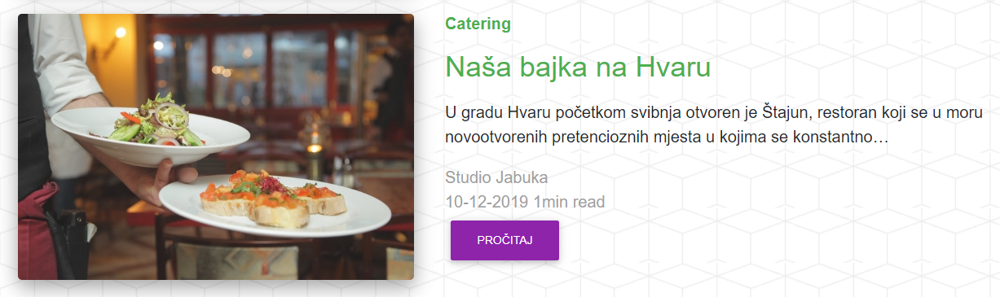 Catering
Naša bajka na Hvaru
U gradu Hvaru početkom svibnja otvoren je Štajun, restoran koji se u moru
novootvorenih pretencioznih mjesta u kojima se konstantno…
Studio Jabuka
10-12-2019 1min read
PROČITAJ